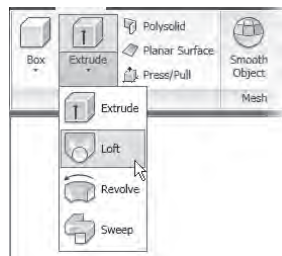 Polysolid
Planar Surface
Box
Extrude
Press/Pull
Smooth
Object
Mesh
Extrude
Loft
Revolve
Sweep